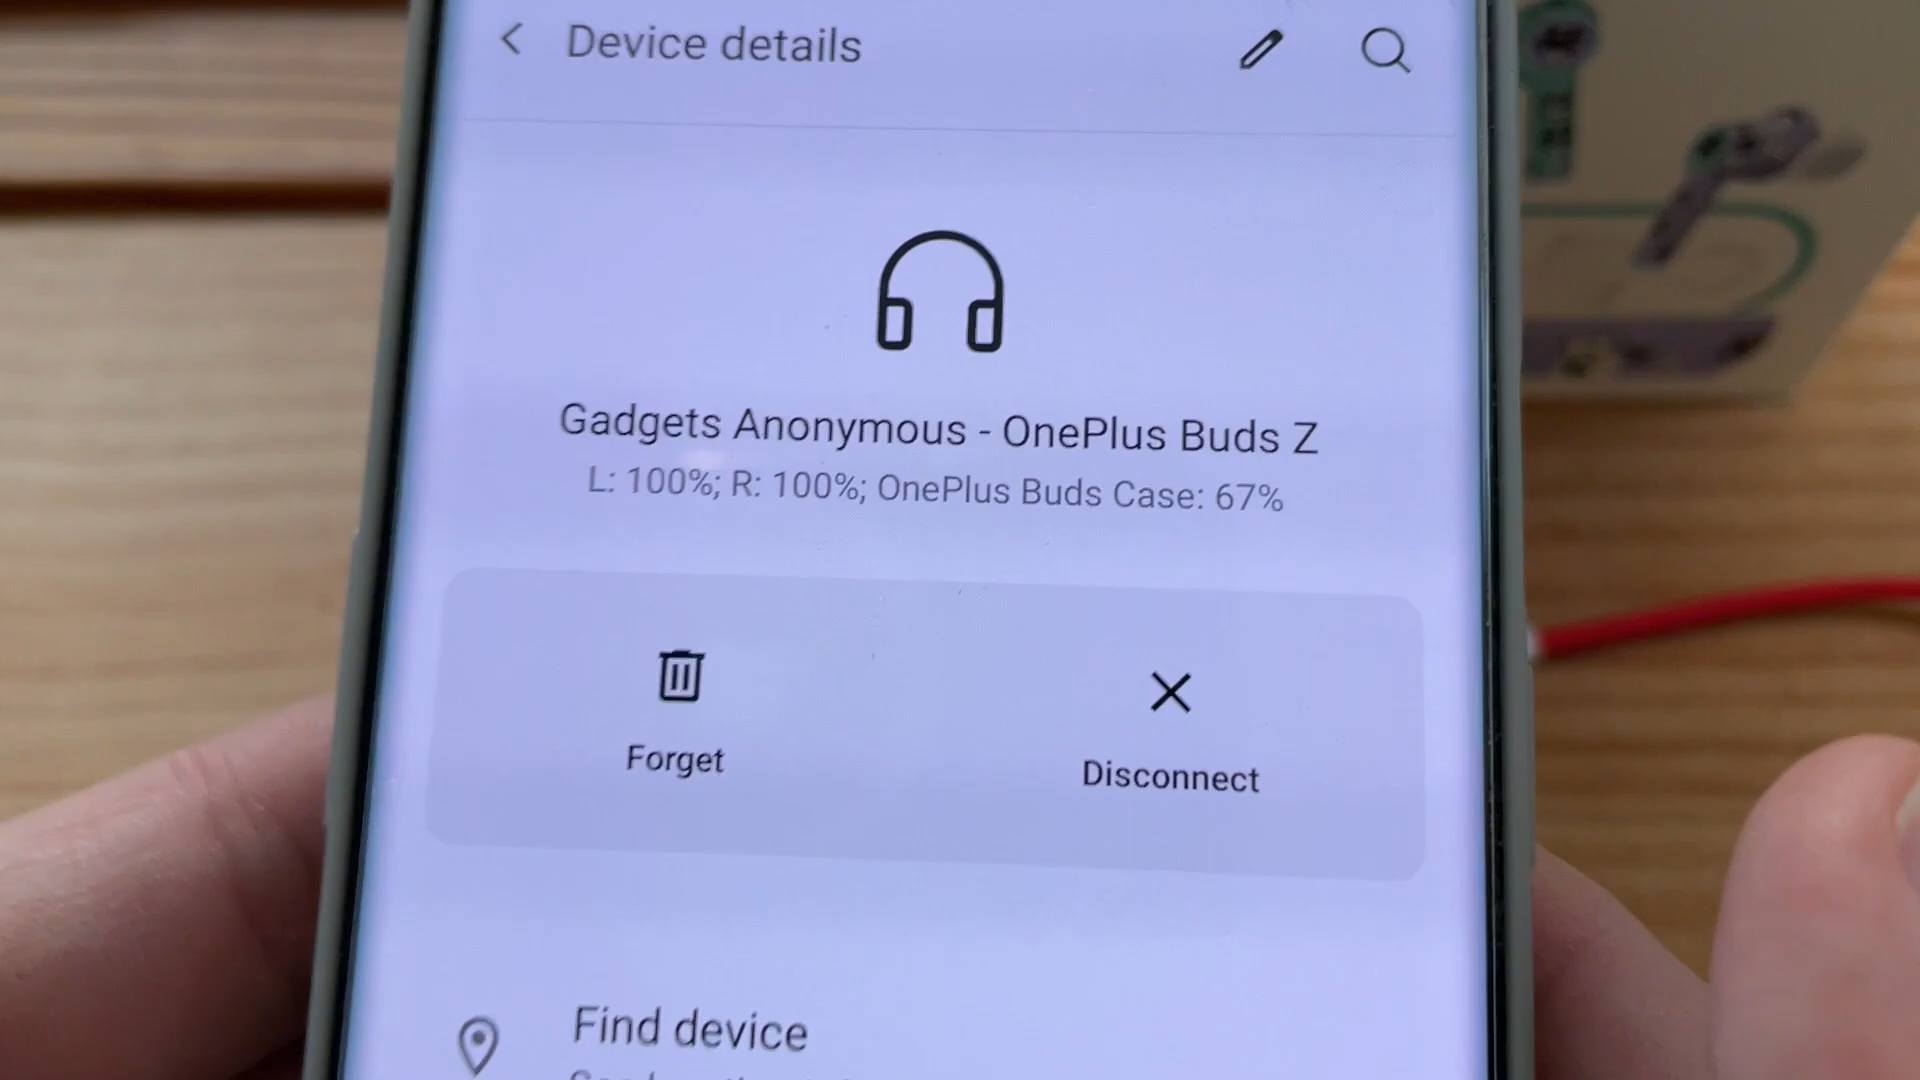 Device details
Gadgets Anonymous - OnePlus Buds Z
L: 100%; R: 100%; OnePlus Buds Case: 67%
Forget
Disconnect
Find device